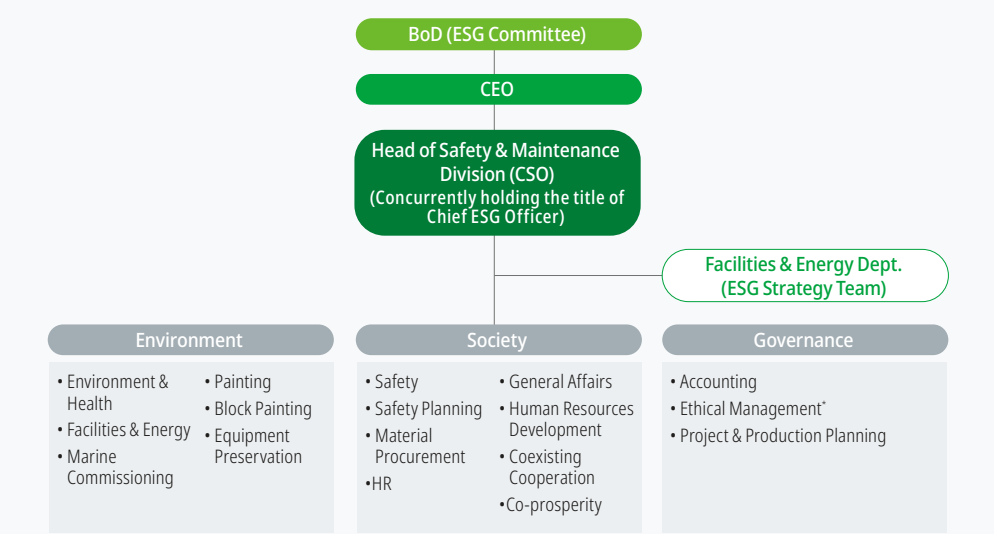 BoD (ESG Committee)
CEO
Head of Safety & Maintenance
Division (CSO)
(Concurrently holding the title of
Chief ESG Officer)
Facilities & Energy Dept.
(ESG Strategy Team)
Environment
• Environment &
Health
• Facilities & Energy
• Marine
Commissioning
• Painting
• Block Painting
• Equipment
Preservation
Society
• Safety
• Safety Planning
• Material
Procurement
•HR
• General Affairs
• Human Resources
Development
• Coexisting
Cooperation
•Co-prosperity
Governance
• Accounting
• Ethical Management*
• Project & Production Planning